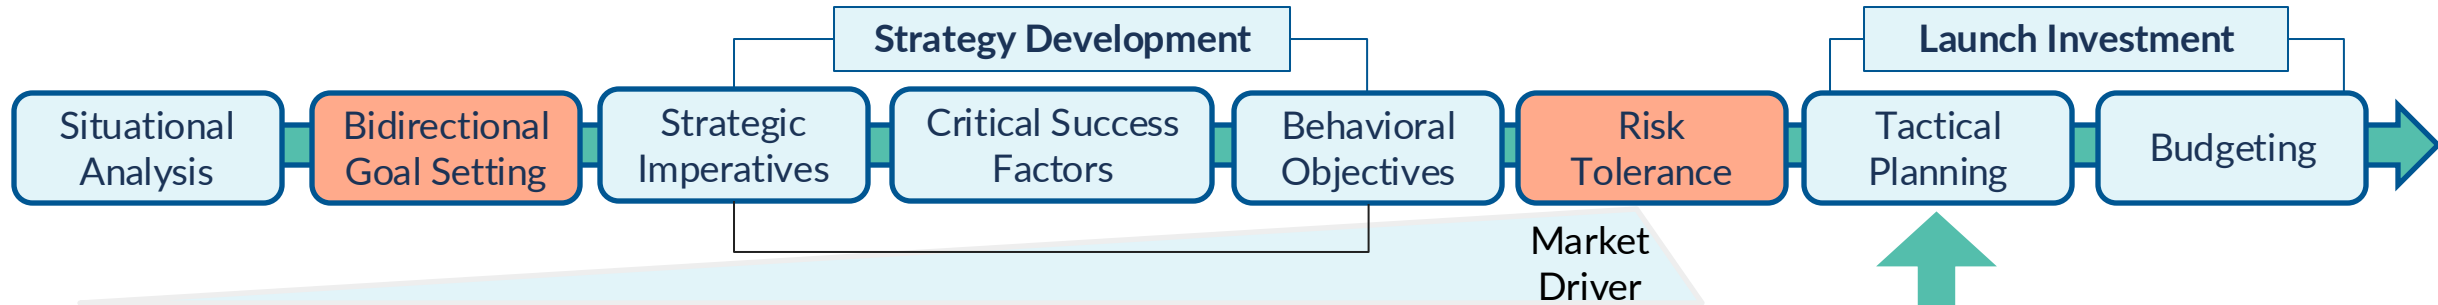 Strategy Development
Launch Investment
Situational
Analysis
Bidirectional
Goal Setting
Strategic
Imperatives
Critical Success
Factors
Behavioral
Objectives
Risk
Tolerance
Tactical
Planning
Budgeting
Market
Driver